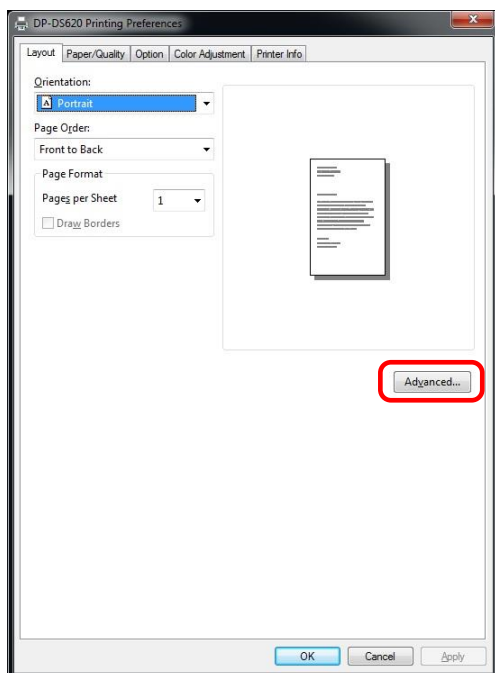 DP-DS620 Printing Preferences
Layout Paper/Quality Option Color Adjustment Printer Info
Orientation:
Portrait
Page Order:
Front to Back
Page Format
Pages per Sheet 1
Draw Borders
Advanced...
OK Cancel Apply